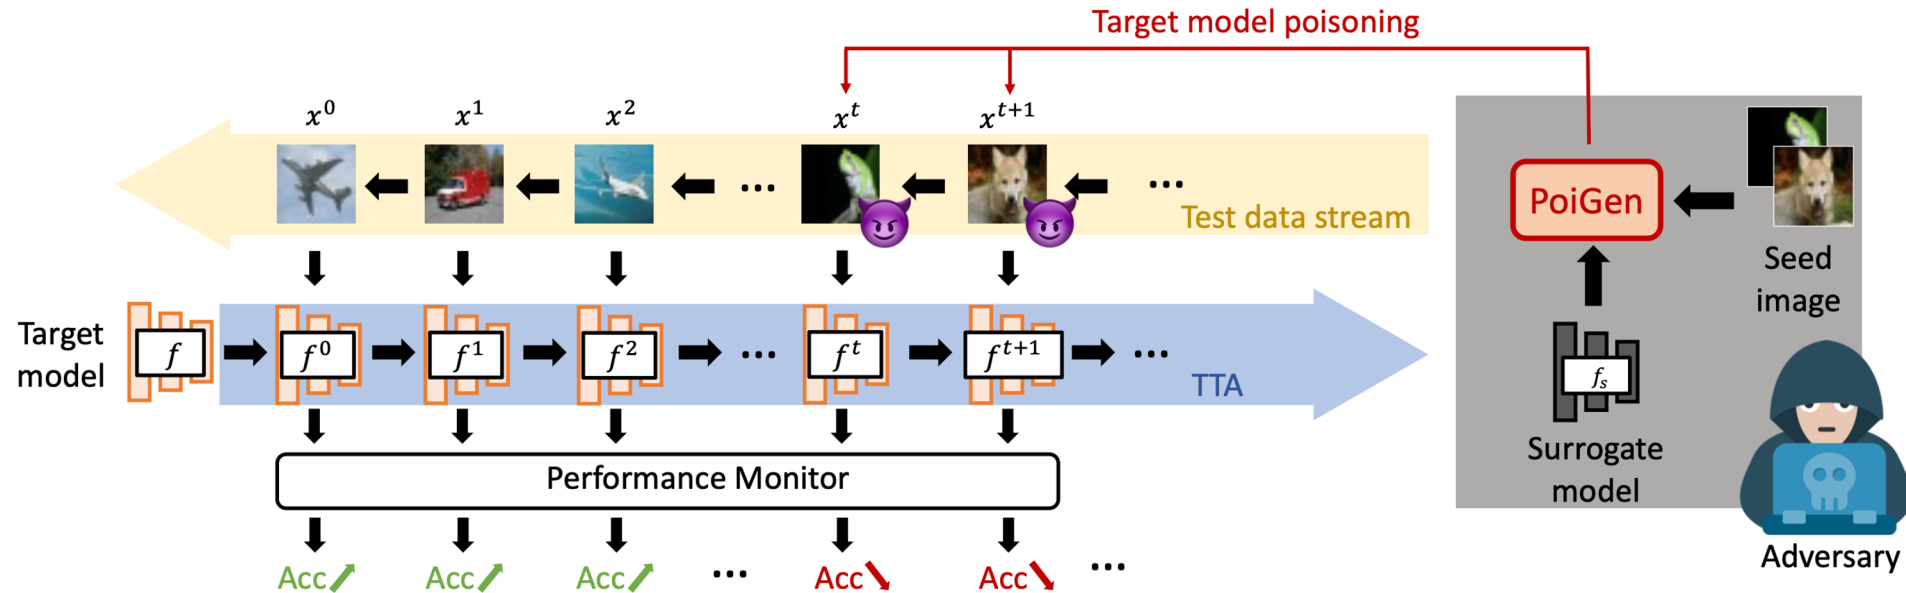 Target model poisoning
x^0 x^1 x^2 x^t x^{t+1}
... ...
Test data stream
PoiGen
Seed
image
Target
model
f f^0 f^1 f^2 ... f^t f^{t+1} ...
TTA
f_s
Surrogate
model
Performance Monitor
Acc Acc Acc ... Acc Acc ...
Adversary